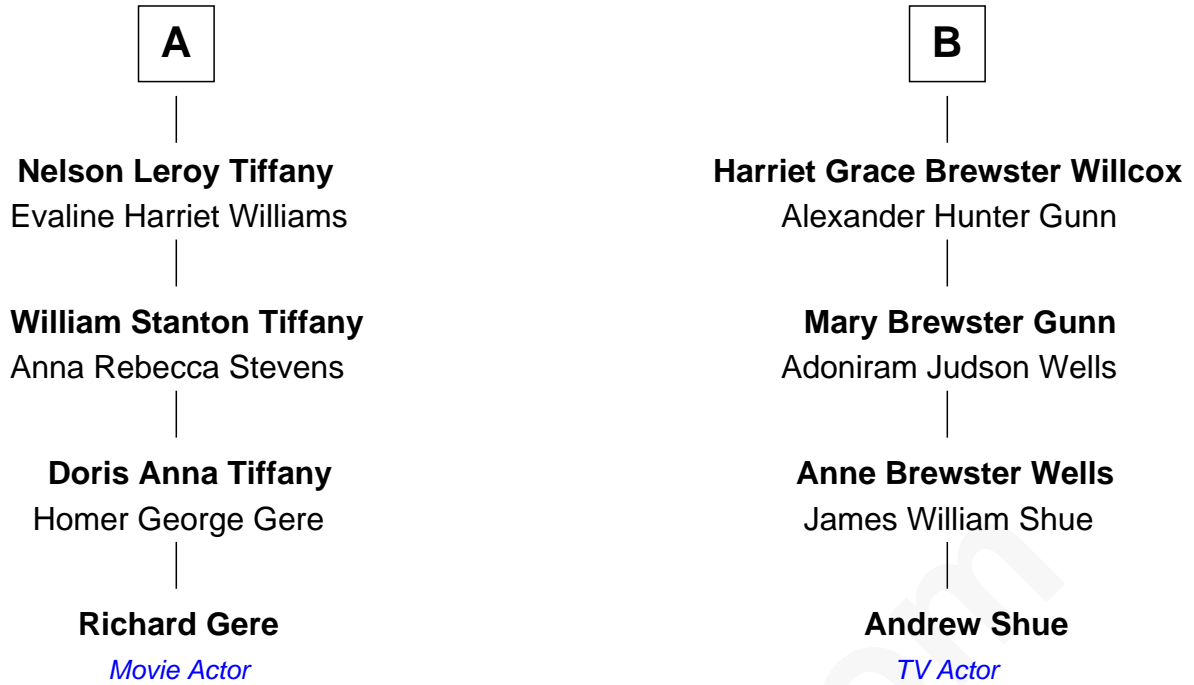 A
Nelson Leroy Tiffany
Evaline Harriet Williams
William Stanton Tiffany
Anna Rebecca Stevens
Doris Anna Tiffany
Homer George Gere
Richard Gere
Movie Actor
B
Harriet Grace Brewster Willcox
Alexander Hunter Gunn
Mary Brewster Gunn
Adoniram Judson Wells
Anne Brewster Wells
James William Shue
Andrew Shue
TV Actor